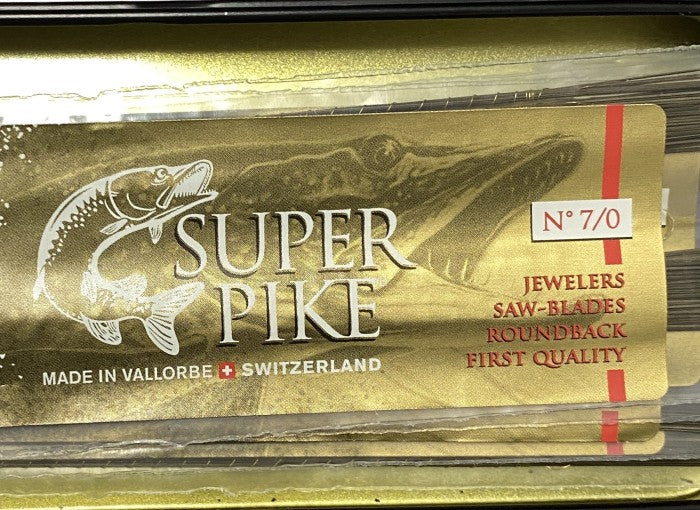 SUPER
PIKE
MADE IN VALLORBE SWITZERLAND
N° 7/0
JEWELERS
SAW-BLADES
ROUNDBACK
FIRST QUALITY